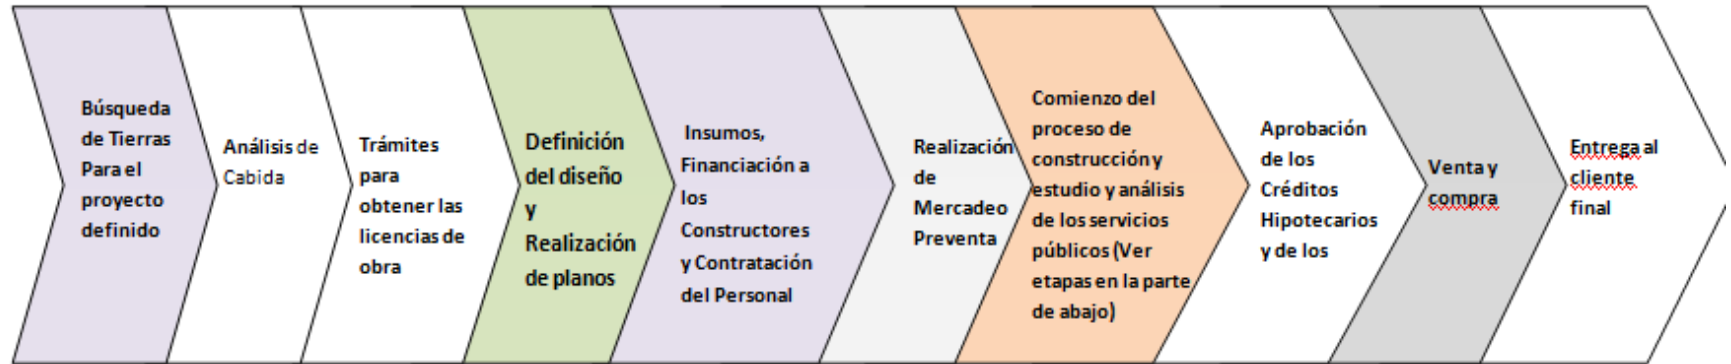 Búsqueda
de Tierras
Para el
proyecto
definido
Análisis de
Cabida
Trámites
para
obtener las
licencias de
obra
Definición
del diseño
y
Realización
de planos
Insumos,
Financiación a
los
Constructores
y Contratación
del Personal
Realización
de
Mercadeo
Preventa
Comienzo del
proceso de
construcción y
estudio y análisis
de los servicios
públicos (Ver
etapas en la parte
de abajo)
Aprobación
de los
Créditos
Hipotecarios
y de los
Venta y
compra
Entrega al
cliente
final